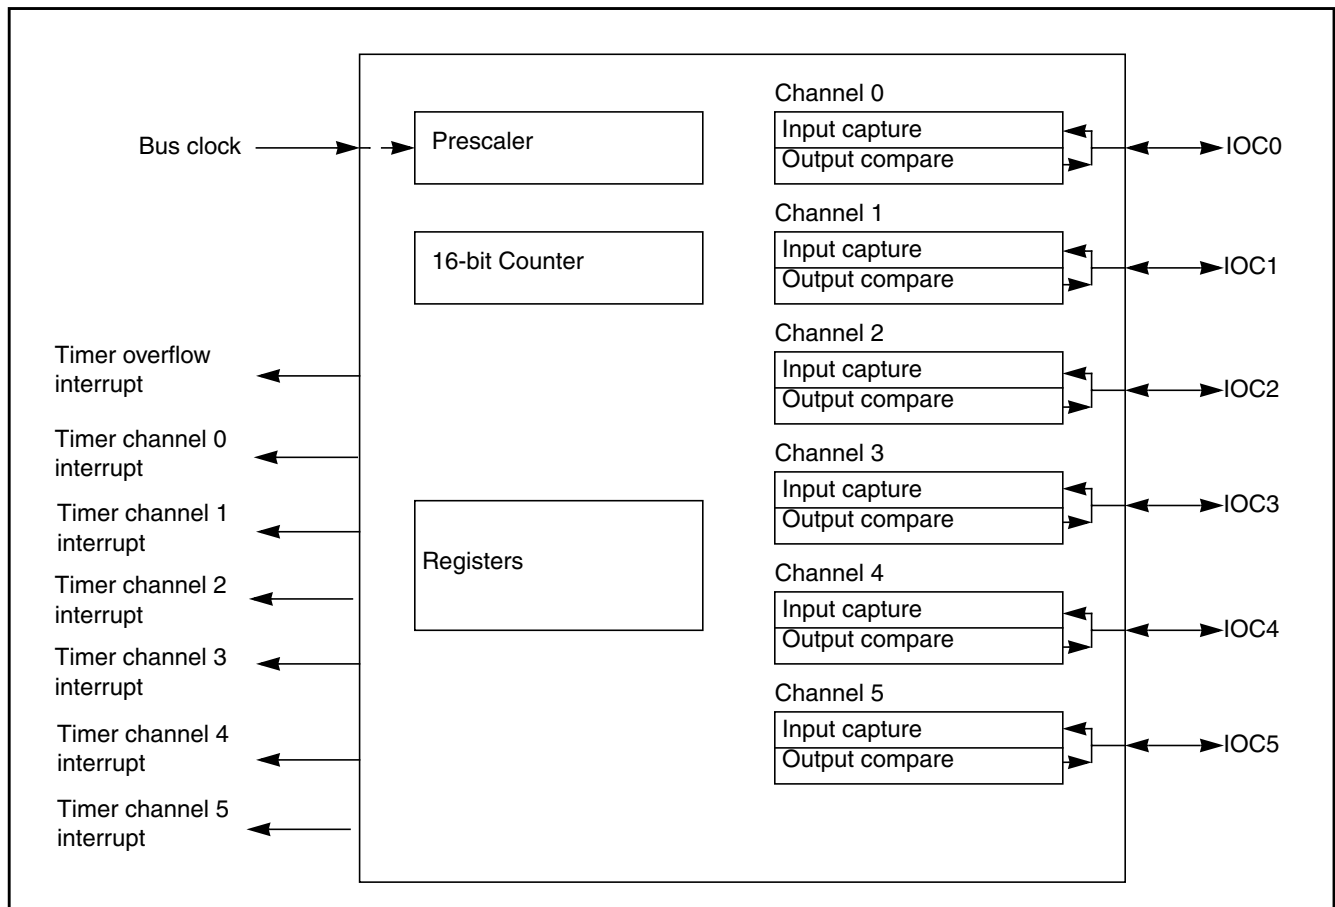 Bus clock
Prescaler
16-bit Counter
Registers
Timer overflow
interrupt
Timer channel 0
interrupt
Timer channel 1
interrupt
Timer channel 2
interrupt
Timer channel 3
interrupt
Timer channel 4
interrupt
Timer channel 5
interrupt
Channel 0
Input capture
Output compare
IOC0
Channel 1
Input capture
Output compare
IOC1
Channel 2
Input capture
Output compare
IOC2
Channel 3
Input capture
Output compare
IOC3
Channel 4
Input capture
Output compare
IOC4
Channel 5
Input capture
Output compare
IOC5